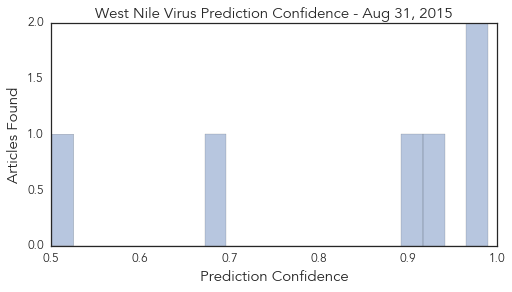 West Nile Virus Prediction Confidence - Aug 31, 2015
2.0
1.5
1.0
0.5
0.0
Articles Found
0.5 0.6 0.7 0.8 0.9 1.0
Prediction Confidence